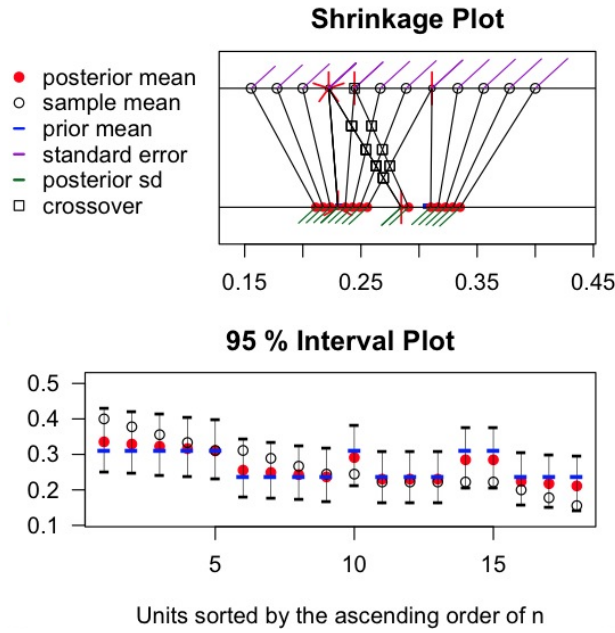 Shrinkage Plot
posterior mean
sample mean
prior mean
standard error
posterior sd
crossover
0.15 0.25 0.35 0.45
95 % Interval Plot
0.5
0.4
0.3
0.2
0.1
5 10 15
Units sorted by the ascending order of n